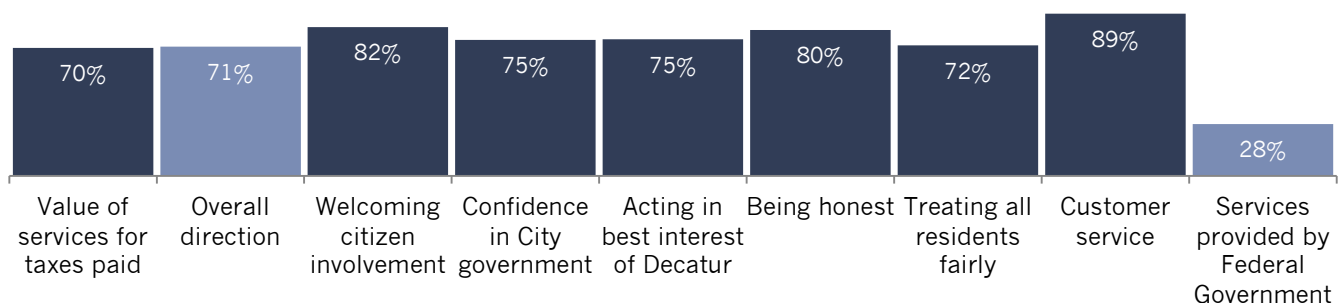 70%
71%
82%
75%
75%
80%
72%
89%
28%
Value of
services for
taxes paid
Overall
direction
Welcoming
citizen
involvement
Confidence
in City
government
Acting in
best interest
of Decatur
Being honest
Treating all
residents
fairly
Customer
service
Services
provided by
Federal
Government